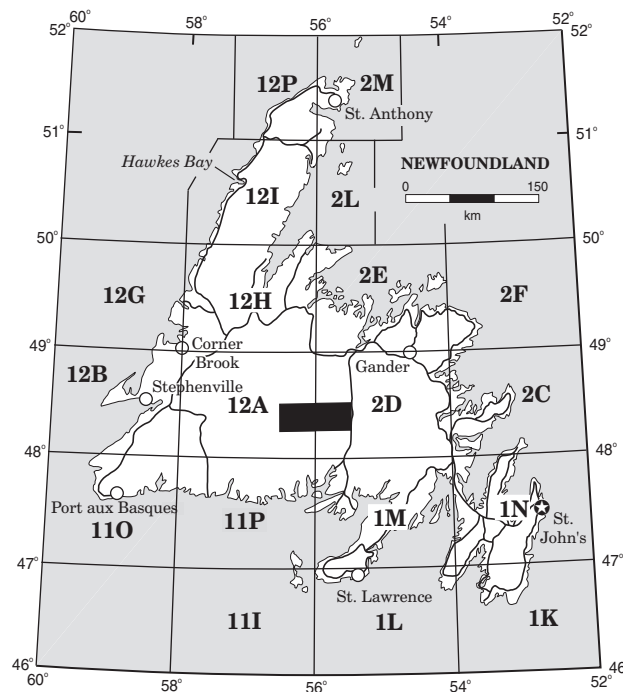 52°
58°
56°
54°
52°
52°
12P
2M
St. Anthony
51°
51°
Hawkes Bay
NEWFOUNDLAND
0
150
km
12I
2L
50°
50°
12G
12H
2E
2F
49°
Corner
Brook
Gander
49°
12B
Stephenville
12A
2D
2C
48°
48°
Port aux Basques
11O
11P
1M
1N
St.
John's
47°
47°
St. Lawrence
11I
1L
1K
46°
46°
60°
58°
56°
54°
52°